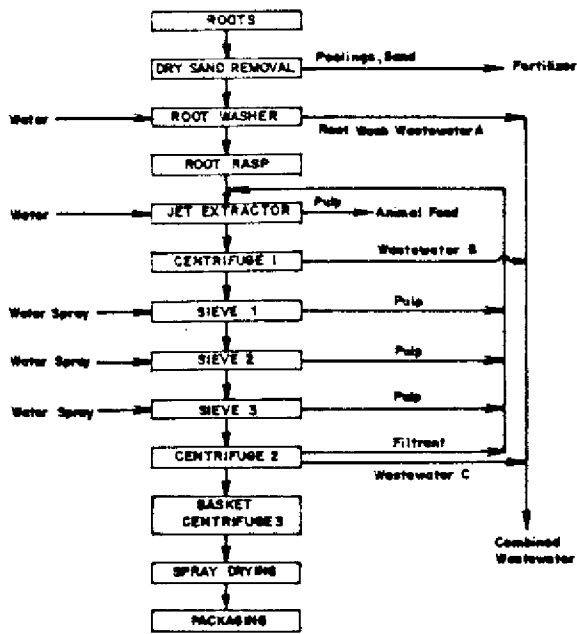 ROOTS
Peelings, Sand
DRY SAND REMOVAL
Fertilizer
Water
ROOT WASHER
Root Wash Wastewater A
ROOT RASP
Pulp
Water
JET EXTRACTOR
Animal Feed
Wastewater B
CENTRIFUGE 1
Pulp
Water Spray
SIEVE 1
Pulp
Water Spray
SIEVE 2
Pulp
Water Spray
SIEVE 3
Filtrant
CENTRIFUGE 2
Wastewater C
BASKET
CENTRIFUGE 3
Combined
Wastewater
SPRAY DRYING
PACKAGING